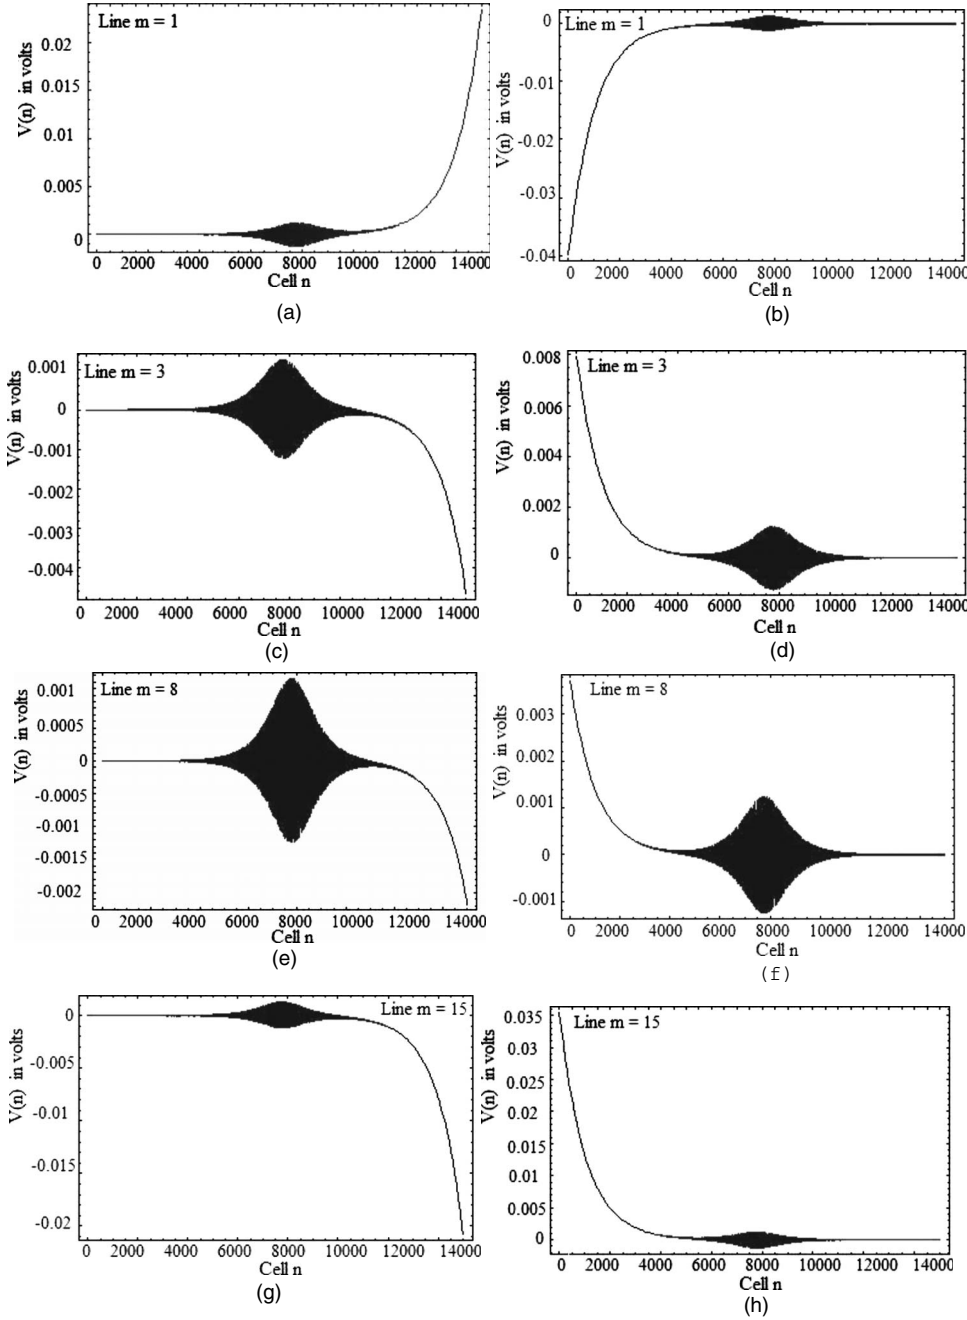 Line m = 1
0.02
0.015
0.01
0.005
0
V(n) in volts
0 2000 4000 6000 8000 10000 12000 14000
Cell n
(a)
Line m = 1
0
-0.01
-0.02
-0.03
-0.04
V(n) in volts
0 2000 4000 6000 8000 10000 12000 14000
Cell n
(b)
Line m = 3
0.001
0
-0.001
-0.002
-0.003
-0.004
V(n) in volts
0 2000 4000 6000 8000 10000 12000 14000
Cell n
(c)
Line m = 3
0.008
0.006
0.004
0.002
0
V(n) in volts
0 2000 4000 6000 8000 10000 12000 14000
Cell n
(d)
Line m = 8
0.001
0.0005
0
-0.0005
-0.001
-0.0015
-0.002
V(n) in volts
0 2000 4000 6000 8000 10000 12000 14000
Cell n
(e)
Line m = 8
0.003
0.002
0.001
0
-0.001
V(n) in volts
0 2000 4000 6000 8000 10000 12000 14000
Cell n
(f)
Line m = 15
0
-0.005
-0.01
-0.015
-0.02
V(n) in volts
0 2000 4000 6000 8000 10000 12000 14000
Cell n
(g)
Line m = 15
0.035
0.03
0.025
0.02
0.015
0.01
0.005
0
V(n) in volts
0 2000 4000 6000 8000 10000 12000 14000
Cell n
(h)